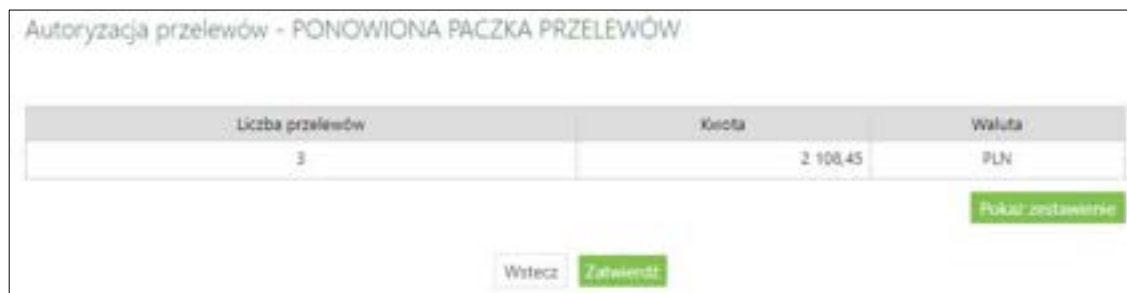 Autoryzacja przelewów - PONOWIONA PACZKA PRZELEWÓW
Liczba przelewów Kwota Waluta
3 2 108,45 PLN
Pokaż zestawienie
Wstecz Zatwierdź